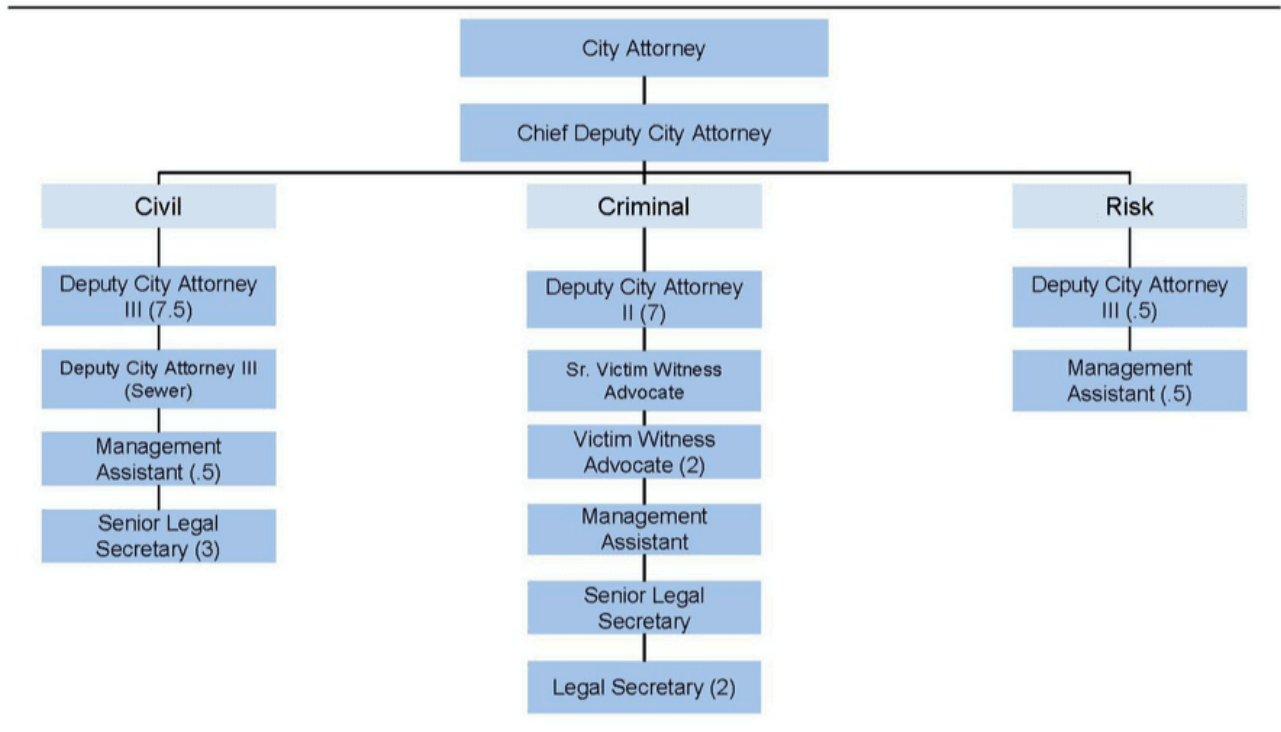 City Attorney
Chief Deputy City Attorney
Civil
Criminal
Risk
Deputy City Attorney
III (7.5)
Deputy City Attorney III
(Sewer)
Management
Assistant (.5)
Senior Legal
Secretary (3)
Deputy City Attorney
II (7)
Sr. Victim Witness
Advocate
Victim Witness
Advocate (2)
Management
Assistant
Senior Legal
Secretary
Legal Secretary (2)
Deputy City Attorney
III (.5)
Management
Assistant (.5)